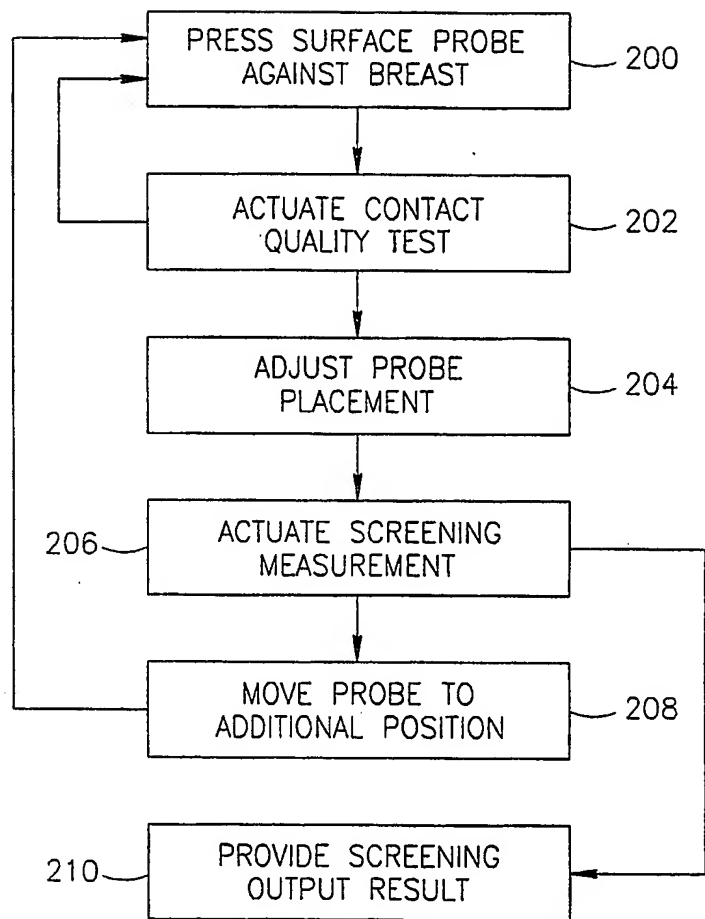 PRESS SURFACE PROBE
AGAINST BREAST
200
ACTUATE CONTACT
QUALITY TEST
202
ADJUST PROBE
PLACEMENT
204
206
ACTUATE SCREENING
MEASUREMENT
MOVE PROBE TO
ADDITIONAL POSITION
208
210
PROVIDE SCREENING
OUTPUT RESULT